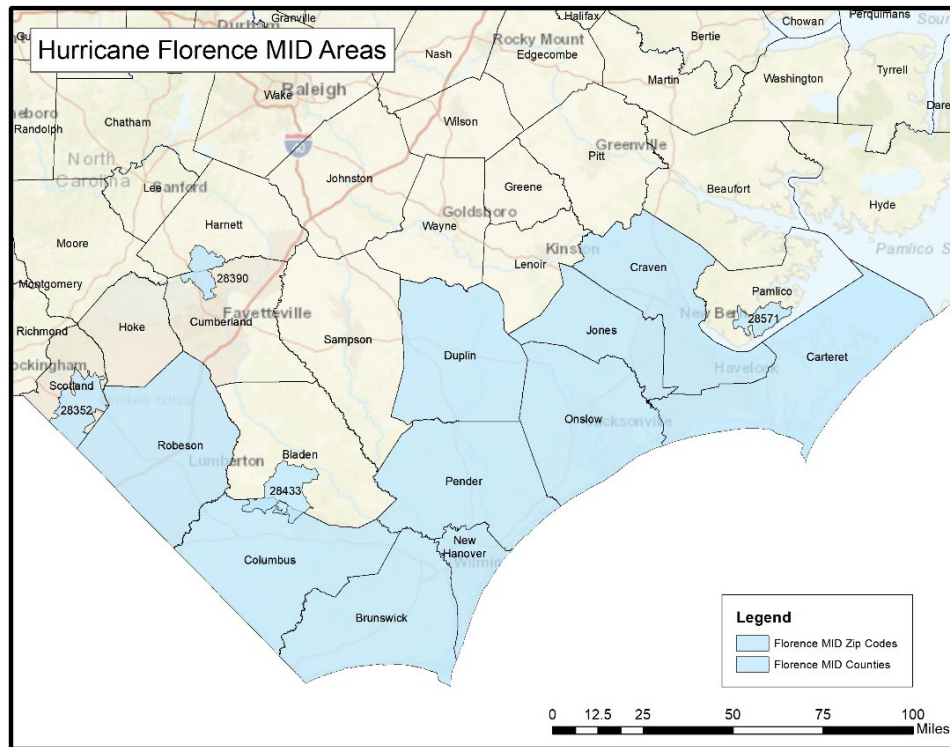 Hurricane Florence MID Areas
Granville
Halifax
Perquimans
Chowan
Durham
Nash
Rocky Mount
Edgecombe
Bertie
Martin
Washington
Tyrrell
Dare
Wake
Raleigh
Chatham
Randolph
Wilson
North
Carolina
Lee
Sanford
Johnston
Greenville
Pitt
Greene
Beaufort
Hyde
Harnett
Goldsboro
Wayne
Moore
Kinston
Lenoir
Craven
Pamlico
28390
Montgomery
Fayetteville
Cumberland
Hoke
Richmond
Sampson
Pamlico
28571
New Bern
Jones
Duplin
Carteret
Havelock
Scotland
28352
Lumbee Sdtsa
Onslow
Jacksonville
Robeson
Lumberton
Bladen
28433
Pender
New
Hanover
Columbus
Brunswick
Legend
Florence MID Zip Codes
Florence MID Counties
0 12.5 25 50 75 100
Miles